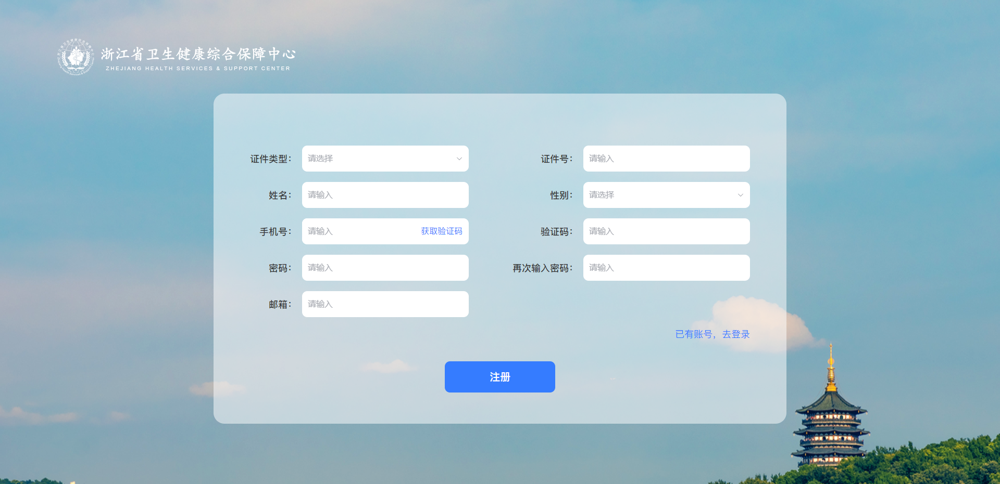 浙江省卫生健康综合保障中心
ZHEJIANG HEALTH SERVICES & SUPPORT CENTER
证件类型： 请选择 证件号： 请输入
姓名： 请输入 性别： 请选择
手机号： 请输入 获取验证码 验证码： 请输入
密码： 请输入 再次输入密码： 请输入
邮箱： 请输入
已有账号，去登录
注册